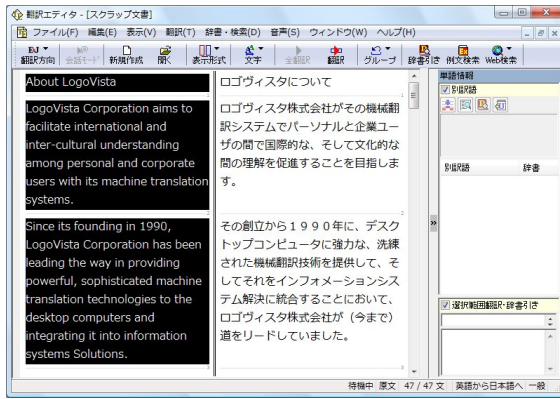 翻訳エディタ - [スクラップ文書]
ファイル(F) 編集(E) 表示(V) 翻訳(T) 辞書・検索(D) 音声(S) ウィンドウ(W) ヘルプ(H)
EJ
翻訳方向 会話モード 新規作成 開く 表示形式 文字 全翻訳 翻訳 グループ 辞書引き 例文検索 Web検索
About LogoVista
ロゴヴィスタについて
LogoVista Corporation aims to
facilitate international and
inter-cultural understanding
among personal and corporate
users with its machine translation
systems.
ロゴヴィスタ株式会社がその機械翻
訳システムでパーソナルと企業ユー
ザの間で国際的な、そして文化的な
間の理解を促進することを目指しま
す。
Since its founding in 1990,
LogoVista Corporation has been
leading the way in providing
powerful, sophisticated machine
translation technologies to the
desktop computers and
integrating it into information
systems Solutions.
その創立から１９９０年に、デスク
トップコンピュータに強力な、洗練
された機械翻訳技術を提供して、そ
してそれをインフォメーションシス
テム解決に統合することにおいて、
ロゴヴィスタ株式会社が（今まで）
道をリードしていました。
単語情報
別訳語
別訳語 辞書
選択範囲翻訳・辞書引き
待機中 原文 47 / 47 文 英語から日本語へ 一般